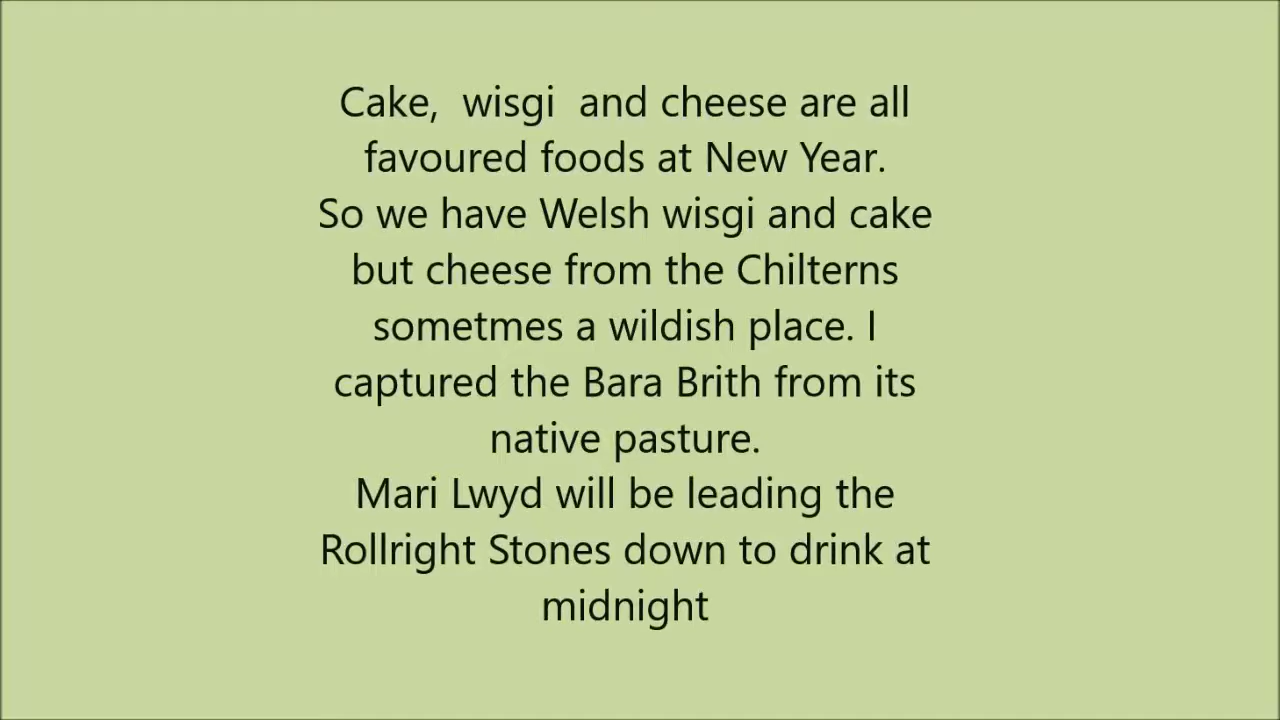 Cake,  wisgi  and cheese are all
favoured foods at New Year.
So we have Welsh wisgi and cake
but cheese from the Chilterns
sometmes a wildish place. I
captured the Bara Brith from its
native pasture.
Mari Lwyd will be leading the
Rollright Stones down to drink at
midnight